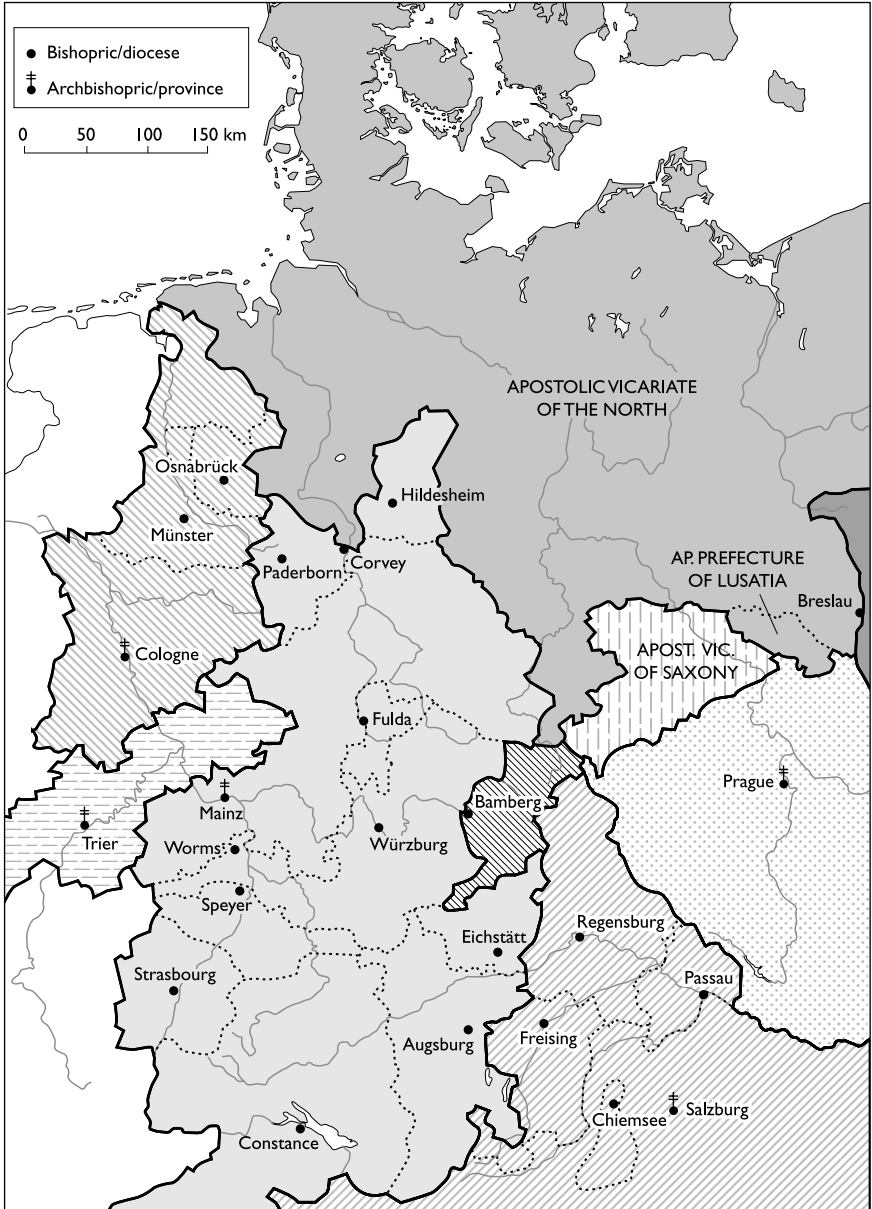 Bishopric/diocese
Archbishopric/province
0 50 100 150 km
APOSTOLIC VICARIATE
OF THE NORTH
Osnabrück
Hildesheim
Münster
Corvey
Paderborn
AP. PREFECTURE
OF LUSATIA
Breslau
Cologne
APOST. VIC.
OF SAXONY
Fulda
Prague
Mainz
Bamberg
Trier
Worms
Würzburg
Speyer
Regensburg
Eichstätt
Strasbourg
Passau
Augsburg
Freising
Chiemsee
Salzburg
Constance